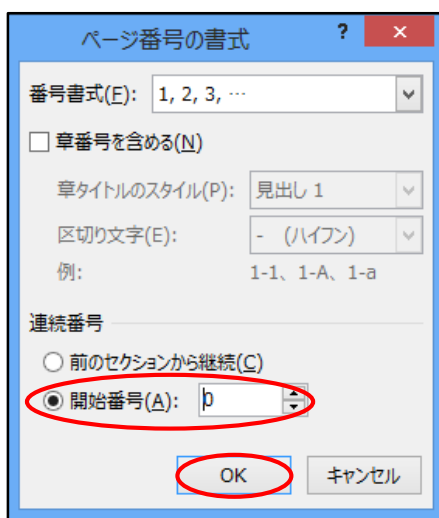 ページ番号の書式 ? ×
番号書式(F): 1, 2, 3, …
章番号を含める(N)
章タイトルのスタイル(P): 見出し 1
区切り文字(E): - (ハイフン)
例: 1-1、1-A、1-a
連続番号
前のセクションから継続(C)
開始番号(A): 0
OK キャンセル